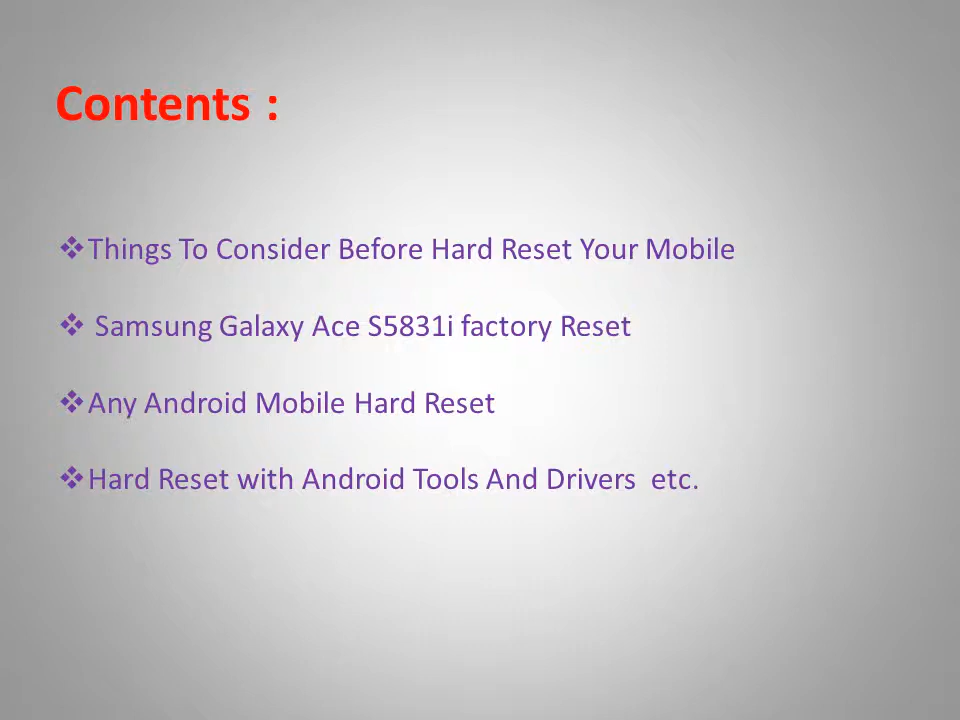 Contents :
❖Things To Consider Before Hard Reset Your Mobile
❖ Samsung Galaxy Ace S5831i factory Reset
❖Any Android Mobile Hard Reset
❖Hard Reset with Android Tools And Drivers  etc.